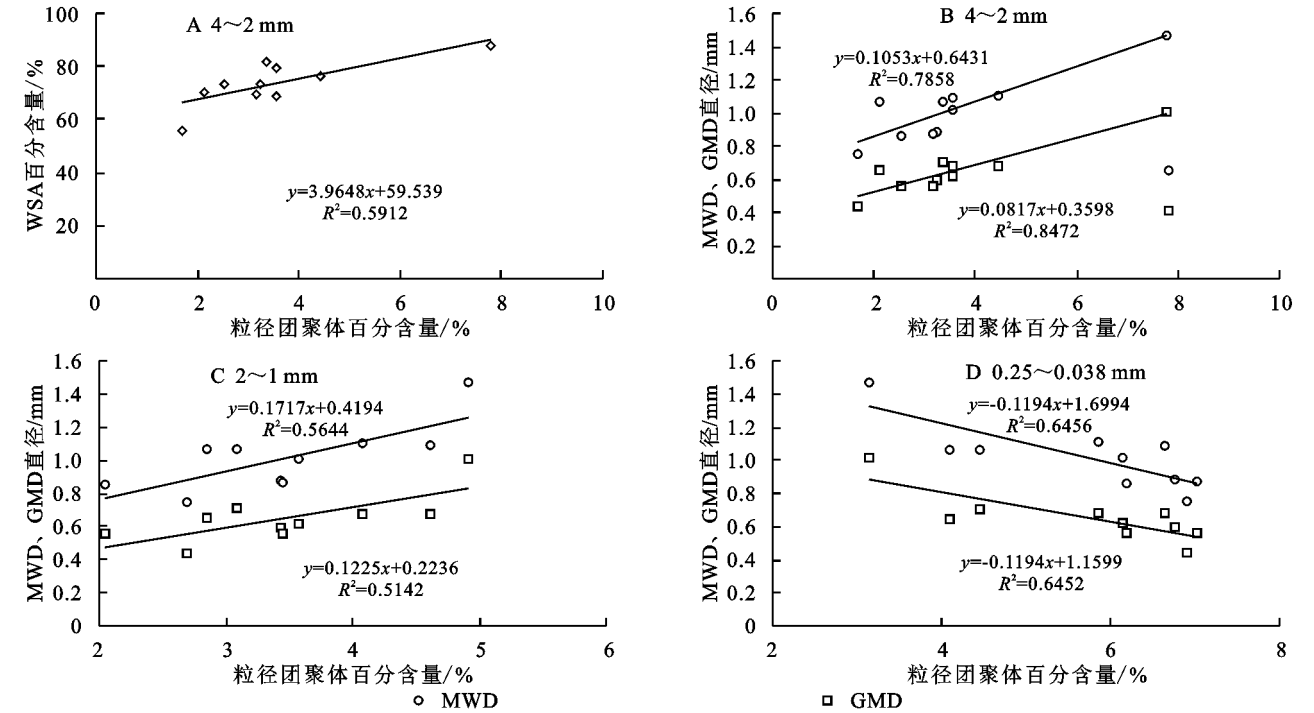 A 4～2 mm
WSA百分含量/%
100
80
60
40
20
y=3.9648x+59.539
R²=0.5912
0 2 4 6 8 10
粒径团聚体百分含量/%
B 4～2 mm
MWD、GMD直径/mm
1.6
1.4
1.2
1.0
0.8
0.6
0.4
0.2
y=0.1053x+0.6431
R²=0.7858
y=0.0817x+0.3598
R²=0.8472
0 2 4 6 8 10
粒径团聚体百分含量/%
C 2～1 mm
MWD、GMD直径/mm
1.6
1.4
1.2
1.0
0.8
0.6
0.4
0.2
0
y=0.1717x+0.4194
R²=0.5644
y=0.1225x+0.2236
R²=0.5142
2 3 4 5 6
粒径团聚体百分含量/%
D 0.25～0.038 mm
MWD、GMD直径/mm
1.6
1.4
1.2
1.0
0.8
0.6
0.4
0.2
0
y=-0.1194x+1.6994
R²=0.6456
y=-0.1194x+1.1599
R²=0.6452
2 4 6 8
粒径团聚体百分含量/%
MWD GMD